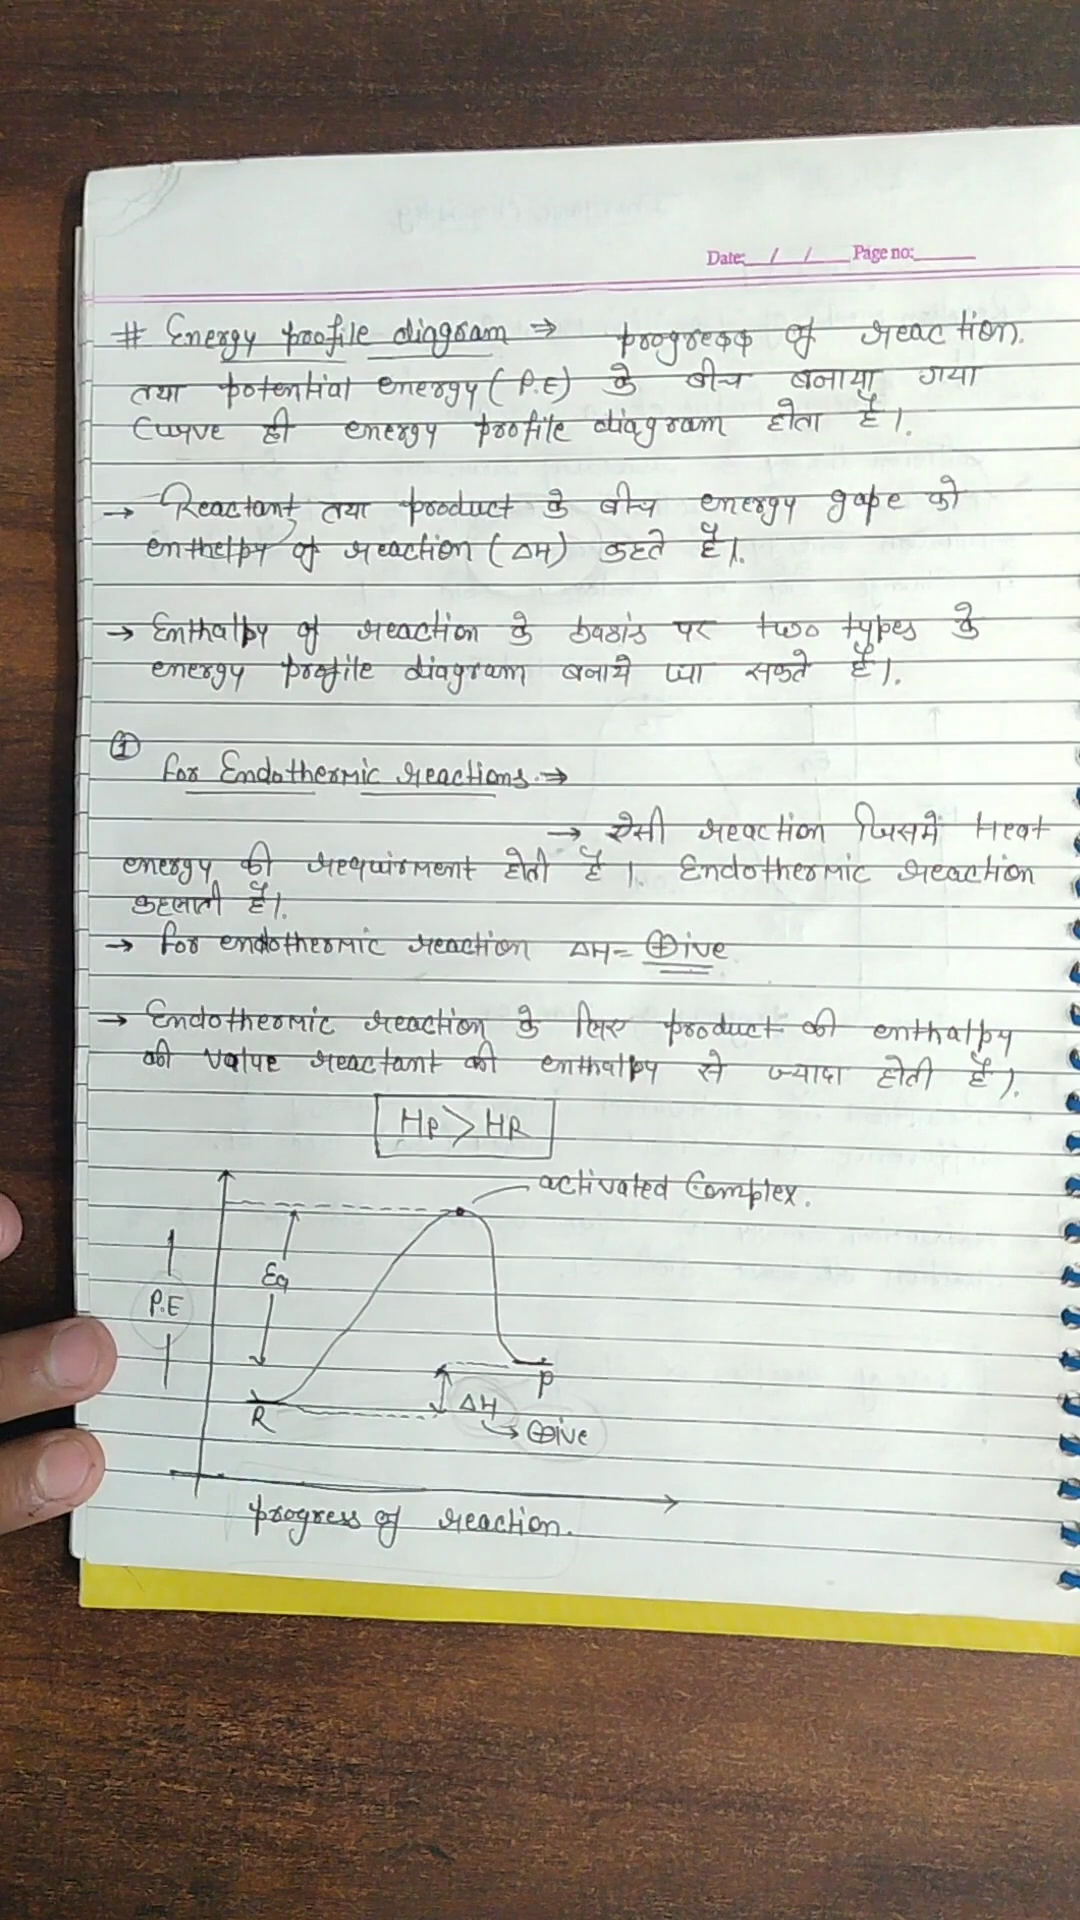 Date: / / Page no:
# Energy profile diagram ⇒ progress of reaction.
तथा potential energy (P.E) के बीच बनाया गया
Curve ही energy profile diagram होता है।
→ Reactant तथा product के बीच energy gape को
enthelpy of reaction (ΔH) कहते हैं।
→ Enthalpy of reaction के basis पर two types के
energy profile diagram बनाये जा सकते हैं।
① for Endothermic reactions. ⇒
→ ऐसी reaction जिसमें Heat
energy की requirment होती है। Endothermic reaction
कहलाती है।
→ for endothermic reaction ΔH = ⊕ive
→ Endothermic reaction के लिए product की enthalpy
की value reactant की enthalpy से ज्यादा होती है।
HP > HR
activated Complex.
Ea
P.E
P
ΔH
R
→ ⊕ive
progress of reaction.